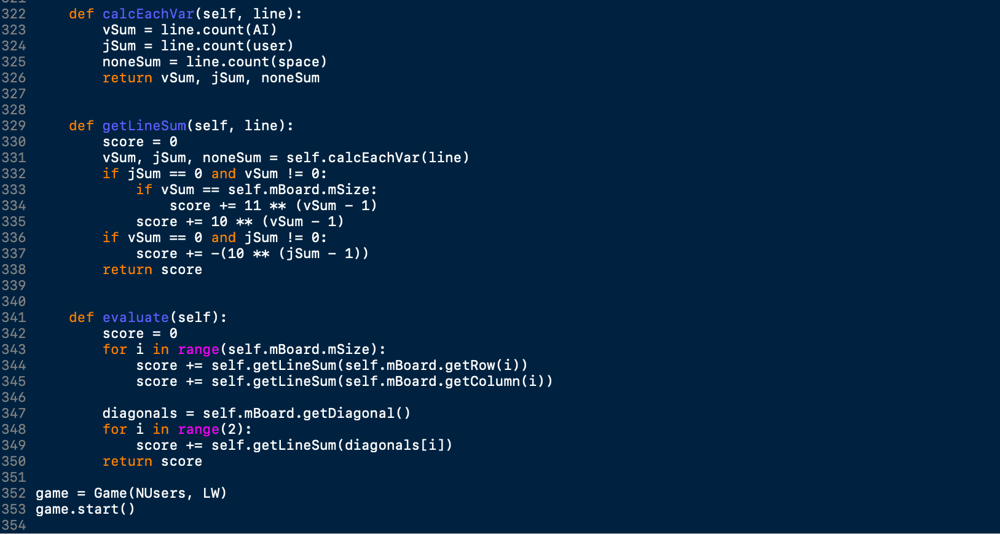 321
322     def calcEachVar(self, line):
323         vSum = line.count(AI)
324         jSum = line.count(user)
325         noneSum = line.count(space)
326         return vSum, jSum, noneSum
327
328
329     def getLineSum(self, line):
330         score = 0
331         vSum, jSum, noneSum = self.calcEachVar(line)
332         if jSum == 0 and vSum != 0:
333             if vSum == self.mBoard.mSize:
334                 score += 11 ** (vSum - 1)
335             score += 10 ** (vSum - 1)
336         if vSum == 0 and jSum != 0:
337             score += -(10 ** (jSum - 1))
338         return score
339
340
341     def evaluate(self):
342         score = 0
343         for i in range(self.mBoard.mSize):
344             score += self.getLineSum(self.mBoard.getRow(i))
345             score += self.getLineSum(self.mBoard.getColumn(i))
346
347         diagonals = self.mBoard.getDiagonal()
348         for i in range(2):
349             score += self.getLineSum(diagonals[i])
350         return score
351
352 game = Game(NUsers, LW)
353 game.start()
354